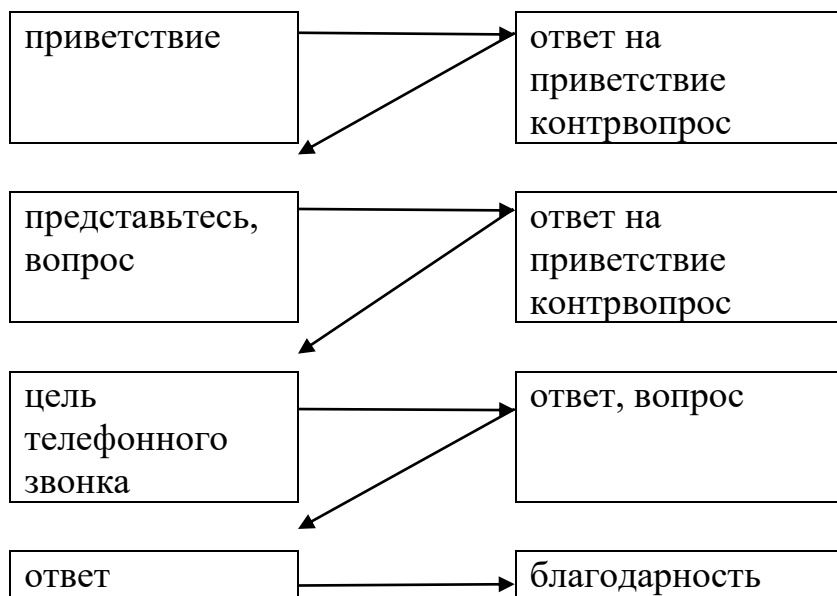 приветствие
ответ на
приветствие
контрвопрос
представьтесь,
вопрос
ответ на
приветствие
контрвопрос
цель
телефонного
звонка
ответ, вопрос
ответ
благодарность